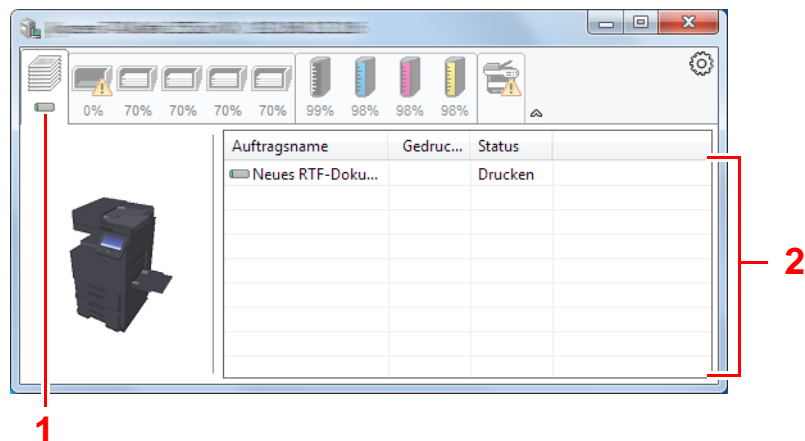 0% 70% 70% 70% 70% 99% 98% 98% 98%
Auftragsname Gedruc... Status
Neues RTF-Doku... Drucken
2
1